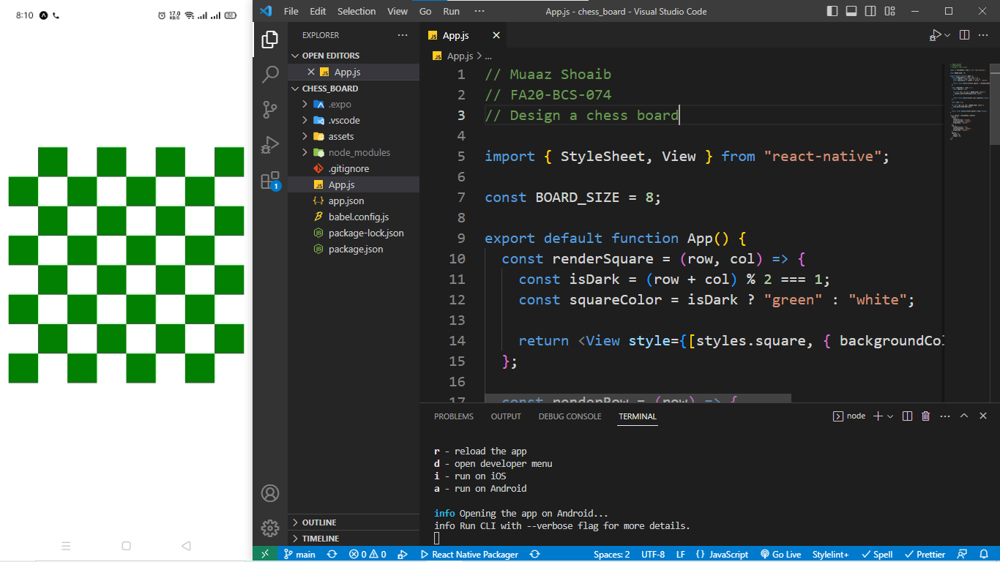 8:10
17.0
KB/S
File Edit Selection View Go Run ···
App.js - chess_board - Visual Studio Code
EXPLORER
OPEN EDITORS
App.js
CHESS_BOARD
.expo
.vscode
assets
node_modules
.gitignore
App.js
app.json
babel.config.js
package-lock.json
package.json
OUTLINE
TIMELINE
1
JS App.js
JS App.js > ...
1 // Muaaz Shoaib
2 // FA20-BCS-074
3 // Design a chess board
4
5 import { StyleSheet, View } from "react-native";
6
7 const BOARD_SIZE = 8;
8
9 export default function App() {
10 const renderSquare = (row, col) => {
11 const isDark = (row + col) % 2 === 1;
12 const squareColor = isDark ? "green" : "white";
13
14 return <View style={[styles.square, { backgroundCol
15 };
16
17 const renderRow = (row) => {
PROBLEMS OUTPUT DEBUG CONSOLE TERMINAL
node
r - reload the app
d - open developer menu
i - run on iOS
a - run on Android
info Opening the app on Android...
info Run CLI with --verbose flag for more details.
main 0 0 React Native Packager Spaces: 2 UTF-8 LF {} JavaScript Go Live Stylelint+ Spell Prettier